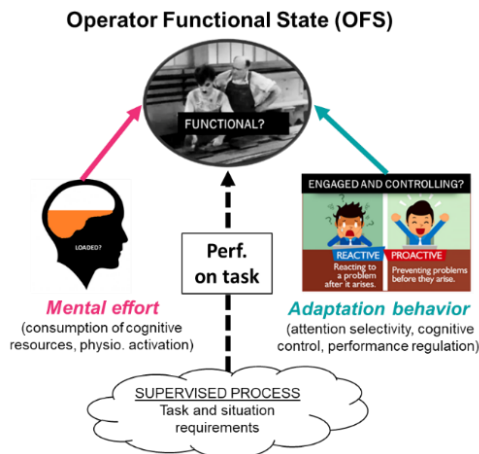 Operator Functional State (OFS)
FUNCTIONAL?
ENGAGED AND CONTROLLING?
LOADED?
REACTIVE
PROACTIVE
Reacting to
a problem
after it arises.
Preventing problems
before they arise.
Perf.
on task
Mental effort
(consumption of cognitive
resources, physio. activation)
Adaptation behavior
(attention selectivity, cognitive
control, performance regulation)
SUPERVISED PROCESS
Task and situation
requirements